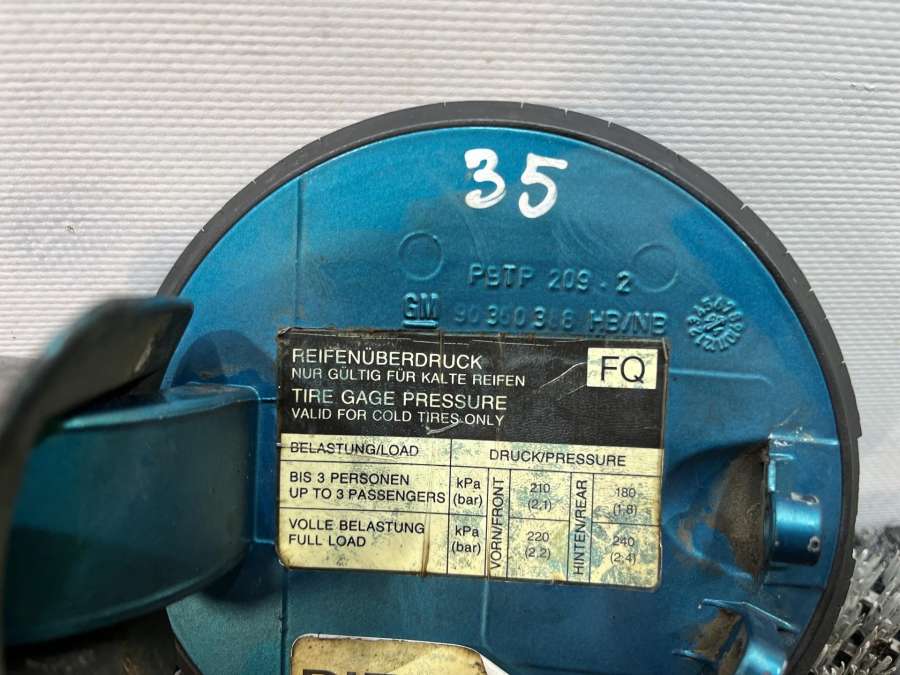 35
PBTP 209-2
GM HB/NB
REIFENÜBERDRUCK
NUR GÜLTIG FÜR KALTE REIFEN
FQ
TIRE GAGE PRESSURE
VALID FOR COLD TIRES ONLY
BELASTUNG/LOAD DRUCK/PRESSURE
BIS 3 PERSONEN
UP TO 3 PASSENGERS
kPa
(bar)
VORN/FRONT
210
(2,1)
HINTEN/REAR
180
(1,8)
VOLLE BELASTUNG
FULL LOAD
kPa
(bar)
220
(2,2)
240
(2,4)